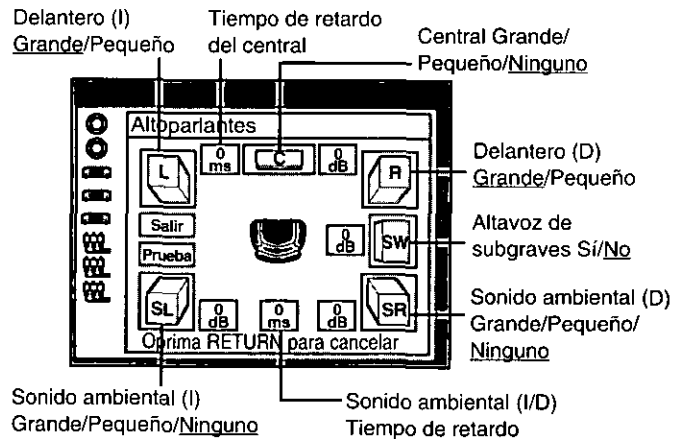 Delantero (I)
Grande/Pequeño
Tiempo de retardo
del central
Central Grande/
Pequeño/Ninguno
Altoparlantes
L
0
ms
C
0
dB
R
Delantero (D)
Grande/Pequeño
Salir
Prueba
0
dB
SW
Altavoz de
subgraves Sí/No
SL
0
dB
0
ms
0
dB
SR
Sonido ambiental (D)
Grande/Pequeño/
Ninguno
Oprima RETURN para cancelar
Sonido ambiental (I)
Grande/Pequeño/Ninguno
Sonido ambiental (I/D)
Tiempo de retardo